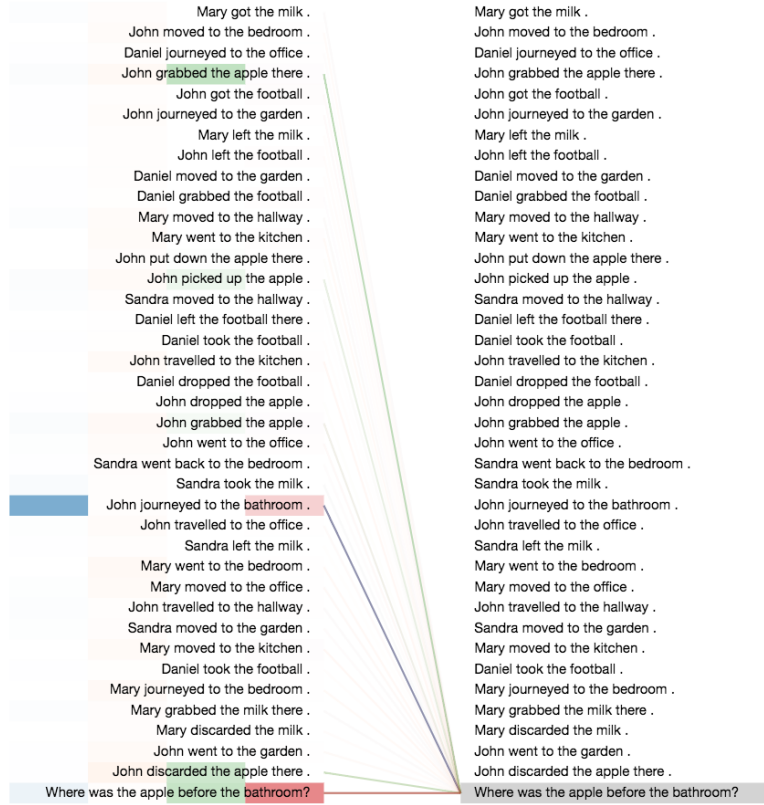 Mary got the milk . Mary got the milk .
John moved to the bedroom . John moved to the bedroom .
Daniel journeyed to the office . Daniel journeyed to the office .
John grabbed the apple there . John grabbed the apple there .
John got the football . John got the football .
John journeyed to the garden . John journeyed to the garden .
Mary left the milk . Mary left the milk .
John left the football . John left the football .
Daniel moved to the garden . Daniel moved to the garden .
Daniel grabbed the football . Daniel grabbed the football .
Mary moved to the hallway . Mary moved to the hallway .
Mary went to the kitchen . Mary went to the kitchen .
John put down the apple there . John put down the apple there .
John picked up the apple . John picked up the apple .
Sandra moved to the hallway . Sandra moved to the hallway .
Daniel left the football there . Daniel left the football there .
Daniel took the football . Daniel took the football .
John travelled to the kitchen . John travelled to the kitchen .
Daniel dropped the football . Daniel dropped the football .
John dropped the apple . John dropped the apple .
John grabbed the apple . John grabbed the apple .
John went to the office . John went to the office .
Sandra went back to the bedroom . Sandra went back to the bedroom .
Sandra took the milk . Sandra took the milk .
John journeyed to the bathroom . John journeyed to the bathroom .
John travelled to the office . John travelled to the office .
Sandra left the milk . Sandra left the milk .
Mary went to the bedroom . Mary went to the bedroom .
Mary moved to the office . Mary moved to the office .
John travelled to the hallway . John travelled to the hallway .
Sandra moved to the garden . Sandra moved to the garden .
Mary moved to the kitchen . Mary moved to the kitchen .
Daniel took the football . Daniel took the football .
Mary journeyed to the bedroom . Mary journeyed to the bedroom .
Mary grabbed the milk there . Mary grabbed the milk there .
Mary discarded the milk . Mary discarded the milk .
John went to the garden . John went to the garden .
John discarded the apple there . John discarded the apple there .
Where was the apple before the bathroom? Where was the apple before the bathroom?